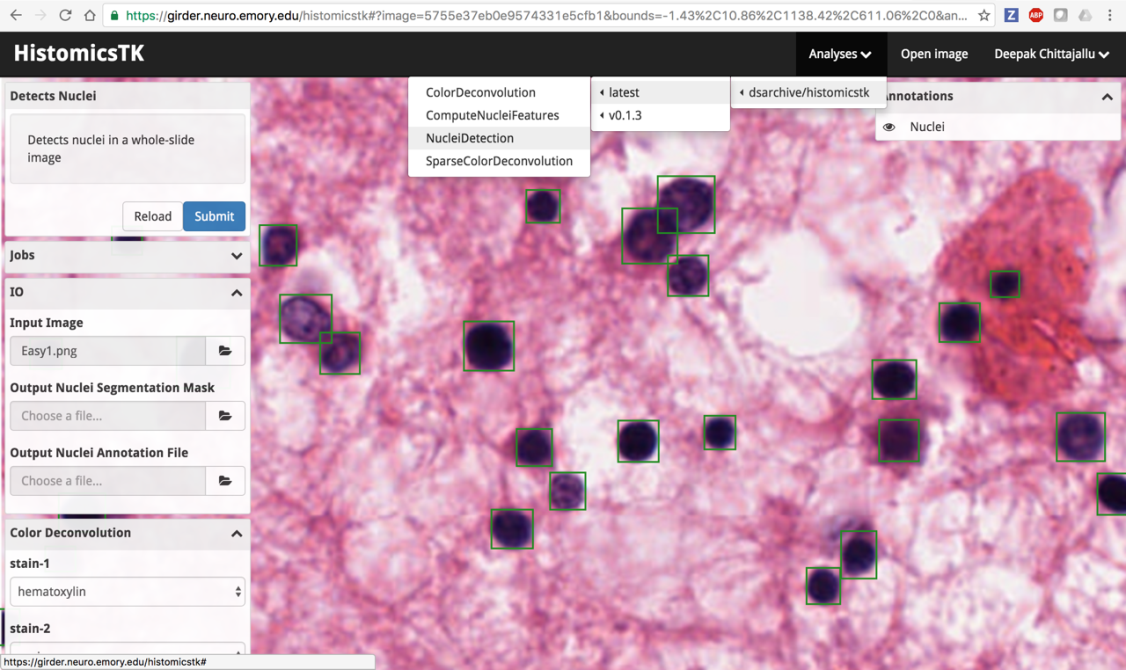 https://girder.neuro.emory.edu/histomicstk#?image=5755e37eb0e9574331e5cfb1&bounds=-1.43%2C10.86%2C1138.42%2C611.06%2C0&an...
Z ABP
HistomicsTK
Analyses
Open image
Deepak Chittajallu
ColorDeconvolution
ComputeNucleiFeatures
NucleiDetection
SparseColorDeconvolution
latest
v0.1.3
dsarchive/histomicstk
Detects Nuclei
Detects nuclei in a whole-slide
image
Reload Submit
Jobs
IO
Input Image
Easy1.png
Output Nuclei Segmentation Mask
Choose a file...
Output Nuclei Annotation File
Choose a file...
Color Deconvolution
stain-1
hematoxylin
stain-2
https://girder.neuro.emory.edu/histomicstk#
nnotations
Nuclei